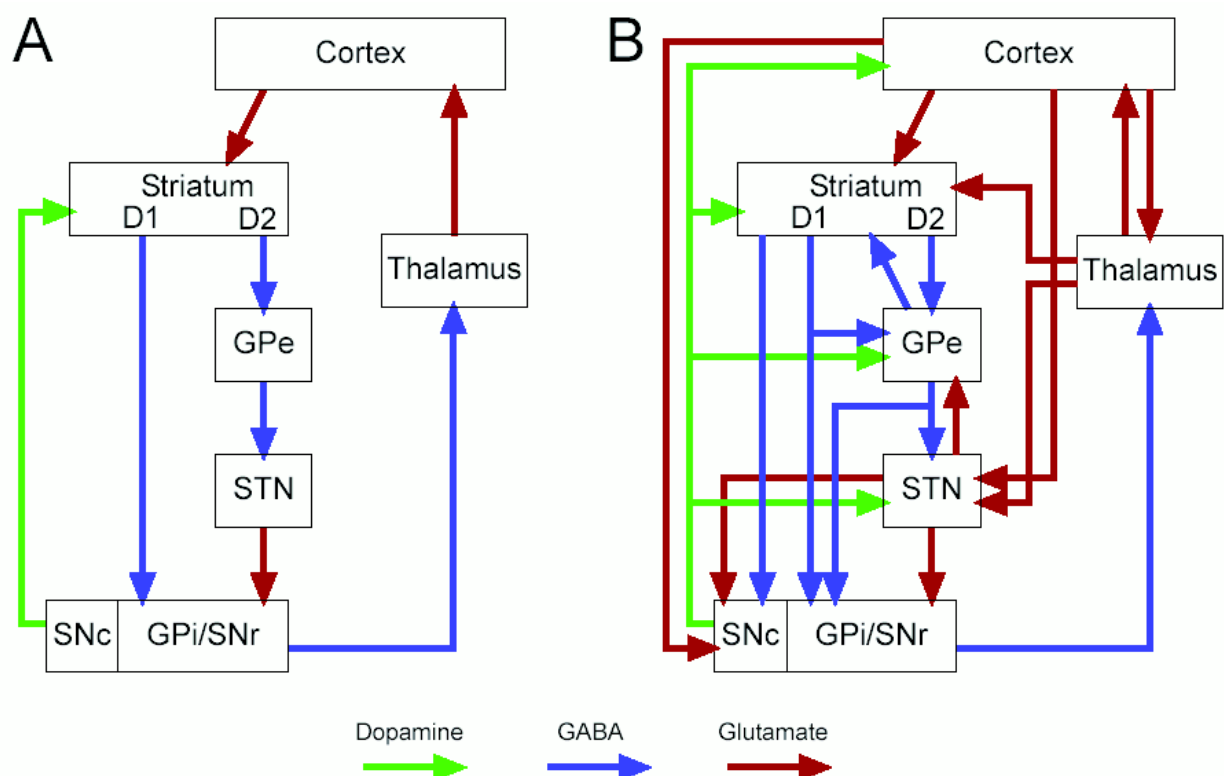 A
Cortex
Striatum
D1 D2
Thalamus
GPe
STN
SNc GPi/SNr
B
Cortex
Striatum
D1 D2
Thalamus
GPe
STN
SNc GPi/SNr
Dopamine GABA Glutamate